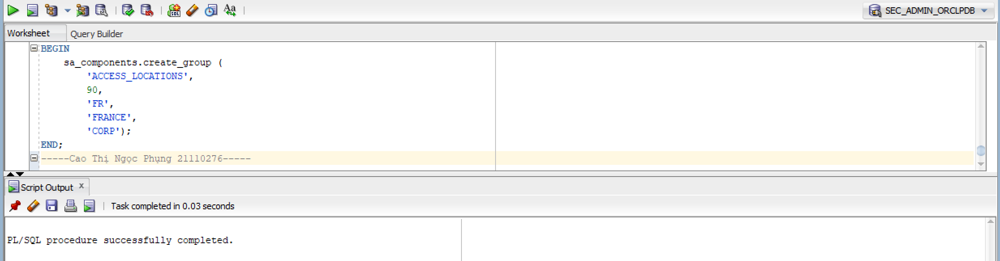 SEC_ADMIN_ORCLPDB
Worksheet Query Builder
BEGIN
sa_components.create_group (
'ACCESS_LOCATIONS',
90,
'FR',
'FRANCE',
'CORP');
END;
-----Cao Thị Ngọc Phụng 21110276-----
Script Output x
Task completed in 0.03 seconds
PL/SQL procedure successfully completed.